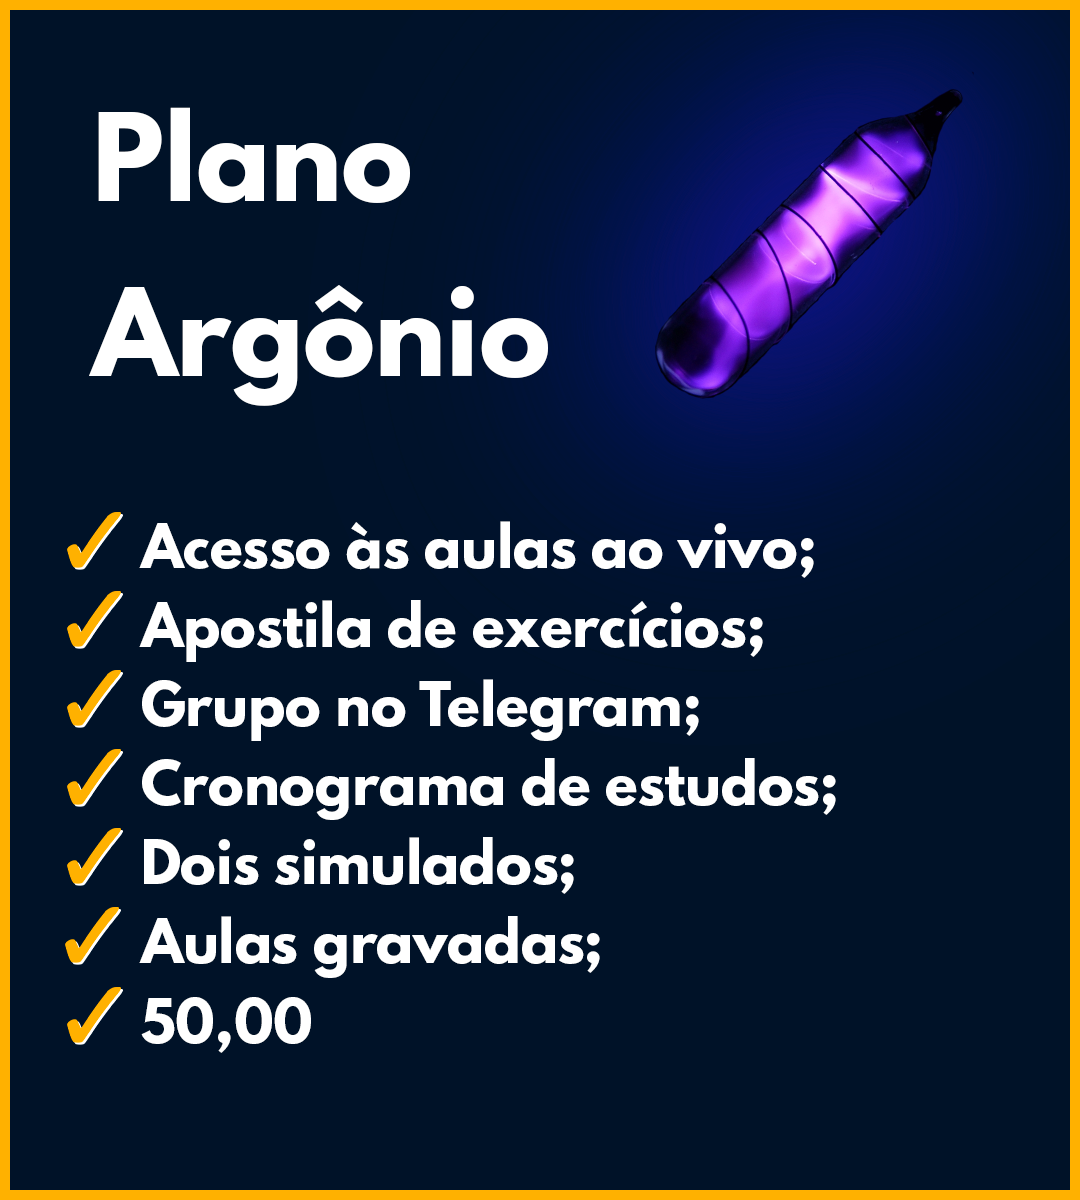 Plano
Argônio
✓ Acesso às aulas ao vivo;
✓ Apostila de exercícios;
✓ Grupo no Telegram;
✓ Cronograma de estudos;
✓ Dois simulados;
✓ Aulas gravadas;
✓ 50,00